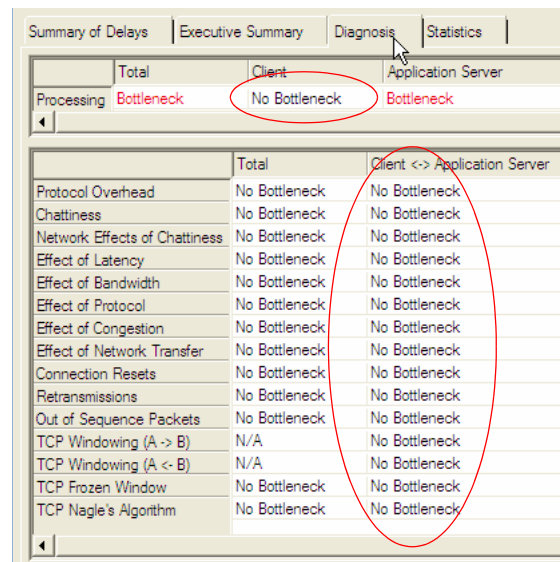 Summary of Delays Executive Summary Diagnosis Statistics
Total Client Application Server
Processing Bottleneck No Bottleneck Bottleneck
Total Client <-> Application Server
Protocol Overhead No Bottleneck No Bottleneck
Chattiness No Bottleneck No Bottleneck
Network Effects of Chattiness No Bottleneck No Bottleneck
Effect of Latency No Bottleneck No Bottleneck
Effect of Bandwidth No Bottleneck No Bottleneck
Effect of Protocol No Bottleneck No Bottleneck
Effect of Congestion No Bottleneck No Bottleneck
Effect of Network Transfer No Bottleneck No Bottleneck
Connection Resets No Bottleneck No Bottleneck
Retransmissions No Bottleneck No Bottleneck
Out of Sequence Packets No Bottleneck No Bottleneck
TCP Windowing (A -> B) N/A No Bottleneck
TCP Windowing (A <- B) N/A No Bottleneck
TCP Frozen Window No Bottleneck No Bottleneck
TCP Nagle's Algorithm No Bottleneck No Bottleneck